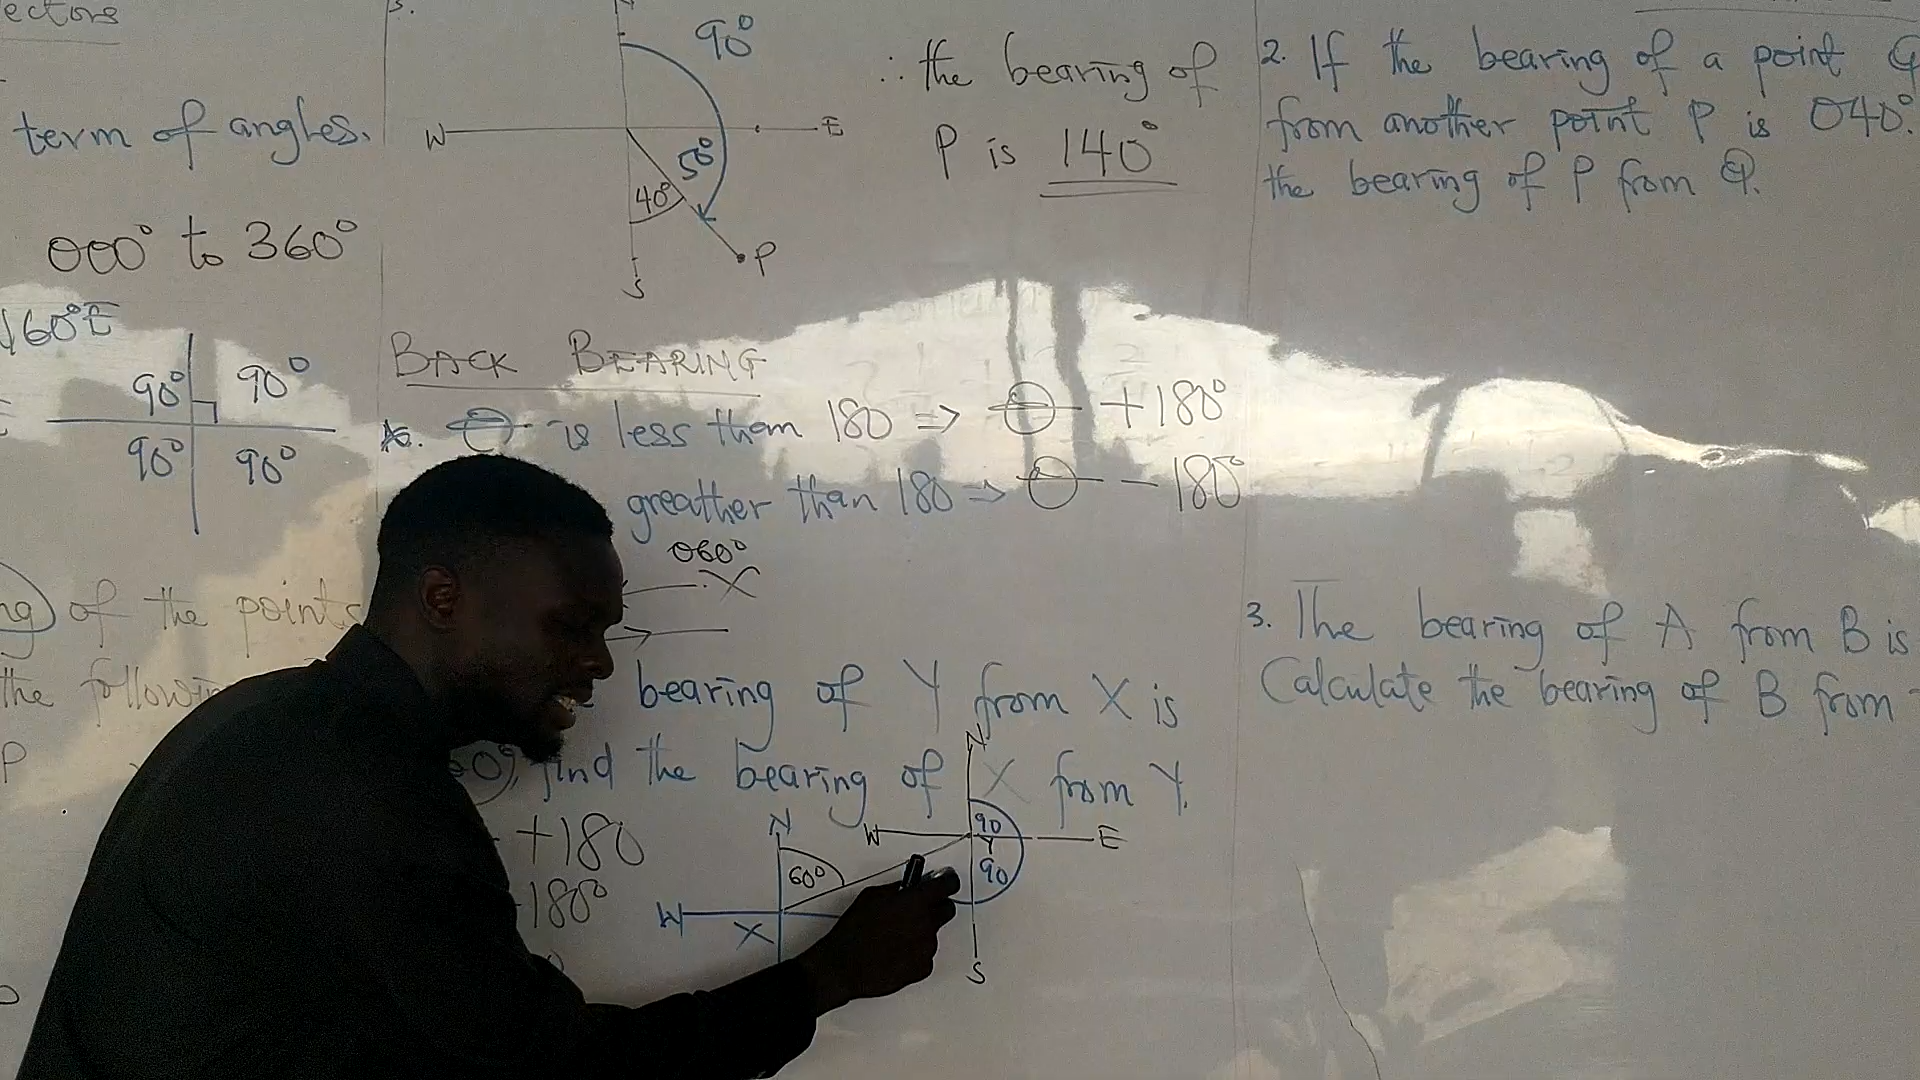 ectors
term of angles.
000° to 360°
160°E
90° 90°
90° 90°
of the points
the following
P
3.
90°
W E
50°
40°
P
S
∴ the bearing of
P is 140°
BACK BEARING
θ is less than 180 => θ + 180°
greather than 180 => θ - 180°
060°
X
bearing of Y from X is
find the bearing of X from Y.
+180
180°
N
60°
W
X
N
W E
90
Y
90
S
2. If the bearing of a point Q
from another point P is 040°.
the bearing of P from Q.
3. The bearing of A from B is
Calculate the bearing of B from